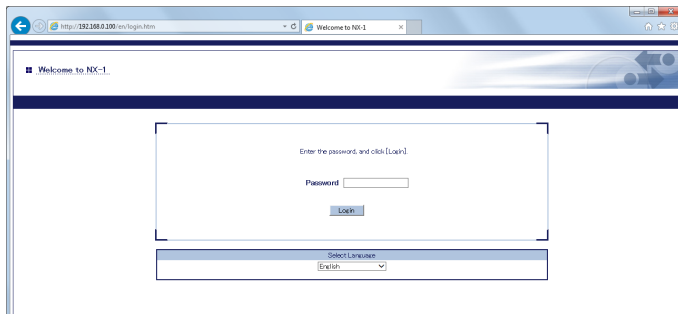 http://192.168.0.100/en/login.htm
Welcome to NX-1
Welcome to NX-1
Enter the password, and click [Login].
Password
Login
Select Language
English